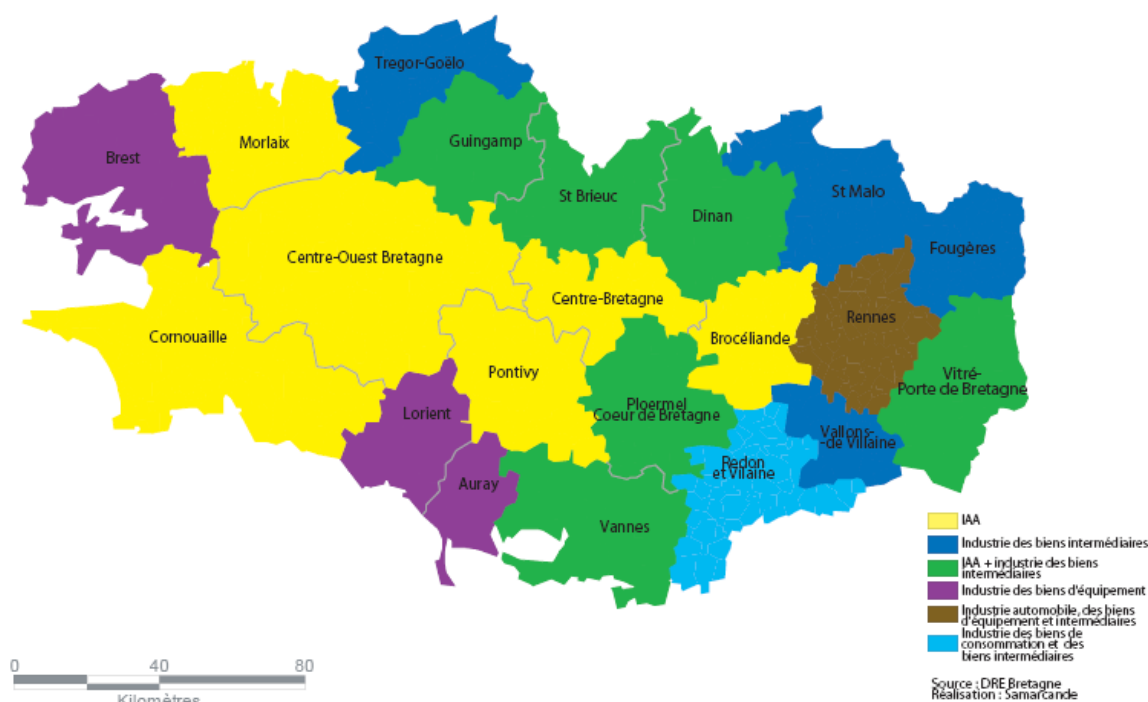 Tregor-Goëlo
Brest
Morlaix
Guingamp
St Brieuc
Dinan
St Malo
Fougères
Centre-Ouest Bretagne
Centre-Bretagne
Cornouaille
Brocéliande
Rennes
Pontivy
Vitré-
Porte de Bretagne
Lorient
Ploermel
Coeur de Bretagne
Vallons-
-de Villaine
Auray
Redon
et Vilaine
Vannes
IAA
Industrie des biens intermédiaires
IAA + industrie des biens
intermédiaires
Industrie des biens d'équipement
Industrie automobile, des biens
d'équipement et intermédiaires
Industrie des biens de
consommation et des
biens intermédiaires
0 40 80
Kilomètres
Source : DRE Bretagne
Réalisation : Samarcande